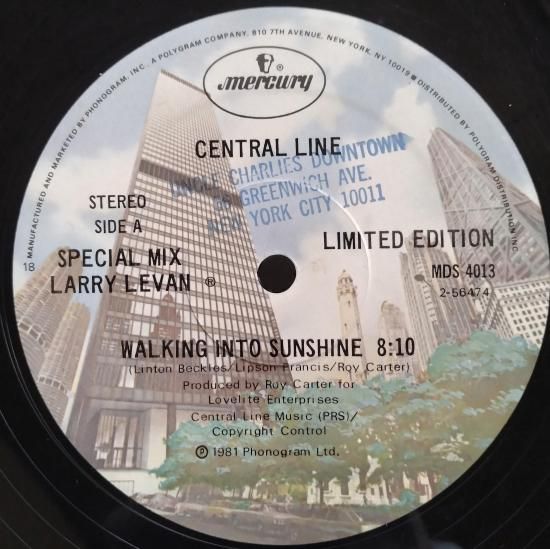 MANUFACTURED AND MARKETED BY PHONOGRAM, INC., A POLYGRAM COMPANY, 810 7TH AVENUE, NEW YORK, NY 10019 • DISTRIBUTED BY POLYGRAM DISTRIBUTION INC.
®
mercury
CENTRAL LINE
UNCLE CHARLIES DOWNTOWN
56 GREENWICH AVE.
NEW YORK CITY 10011
STEREO
SIDE A
SPECIAL MIX
LARRY LEVAN ®
18
LIMITED EDITION
MDS 4013
2-56474
WALKING INTO SUNSHINE 8:10
(Linton Beckles/Lipson Francis/Roy Carter)
Produced by Roy Carter for
Lovelite Enterprises
Central Line Music (PRS)/
Copyright Control
℗ 1981 Phonogram Ltd.